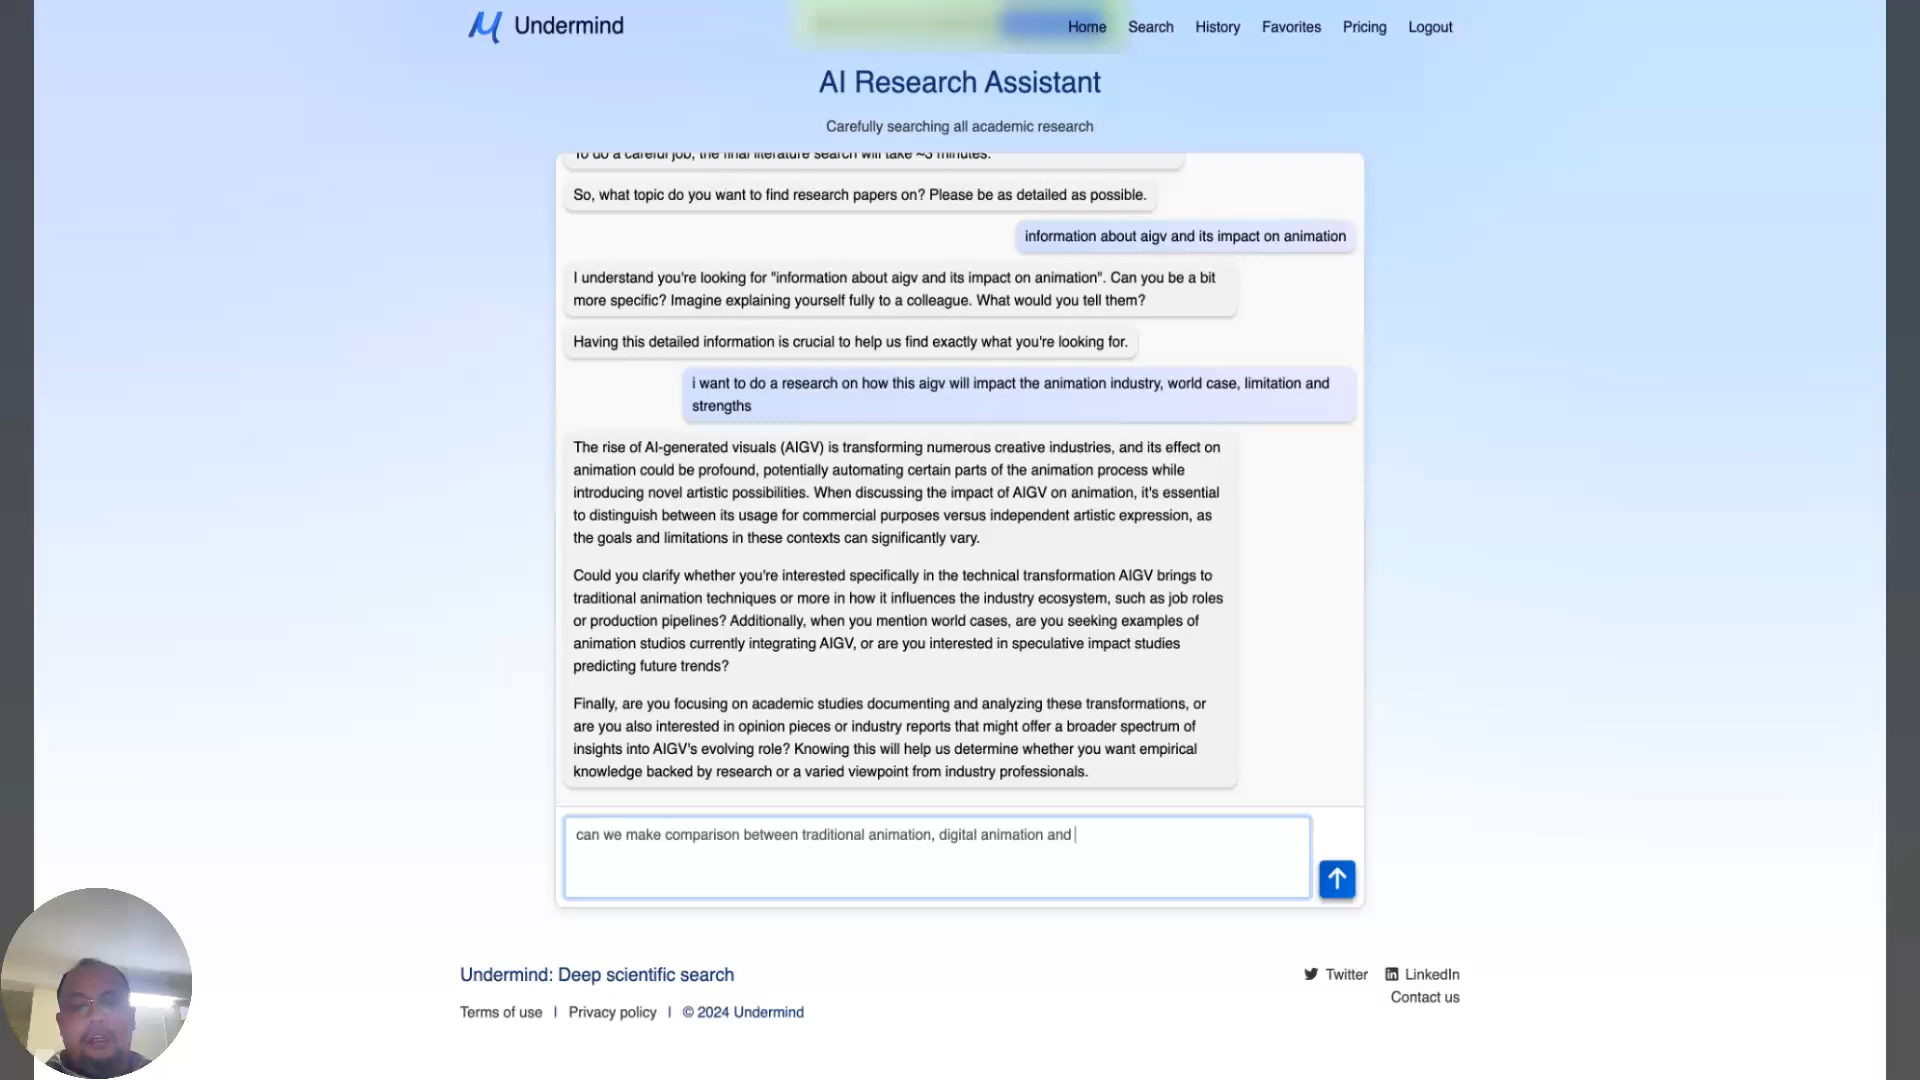 Undermind
Home Search History Favorites Pricing Logout
AI Research Assistant
Carefully searching all academic research
To do a careful job, the final literature search will take ~3 minutes.
So, what topic do you want to find research papers on? Please be as detailed as possible.
information about aigv and its impact on animation
I understand you're looking for "information about aigv and its impact on animation". Can you be a bit
more specific? Imagine explaining yourself fully to a colleague. What would you tell them?
Having this detailed information is crucial to help us find exactly what you're looking for.
i want to do a research on how this aigv will impact the animation industry, world case, limitation and
strengths
The rise of AI-generated visuals (AIGV) is transforming numerous creative industries, and its effect on
animation could be profound, potentially automating certain parts of the animation process while
introducing novel artistic possibilities. When discussing the impact of AIGV on animation, it's essential
to distinguish between its usage for commercial purposes versus independent artistic expression, as
the goals and limitations in these contexts can significantly vary.
Could you clarify whether you're interested specifically in the technical transformation AIGV brings to
traditional animation techniques or more in how it influences the industry ecosystem, such as job roles
or production pipelines? Additionally, when you mention world cases, are you seeking examples of
animation studios currently integrating AIGV, or are you interested in speculative impact studies
predicting future trends?
Finally, are you focusing on academic studies documenting and analyzing these transformations, or
are you also interested in opinion pieces or industry reports that might offer a broader spectrum of
insights into AIGV's evolving role? Knowing this will help us determine whether you want empirical
knowledge backed by research or a varied viewpoint from industry professionals.
can we make comparison between traditional animation, digital animation and
Undermind: Deep scientific search
Twitter LinkedIn
Contact us
Terms of use | Privacy policy | © 2024 Undermind